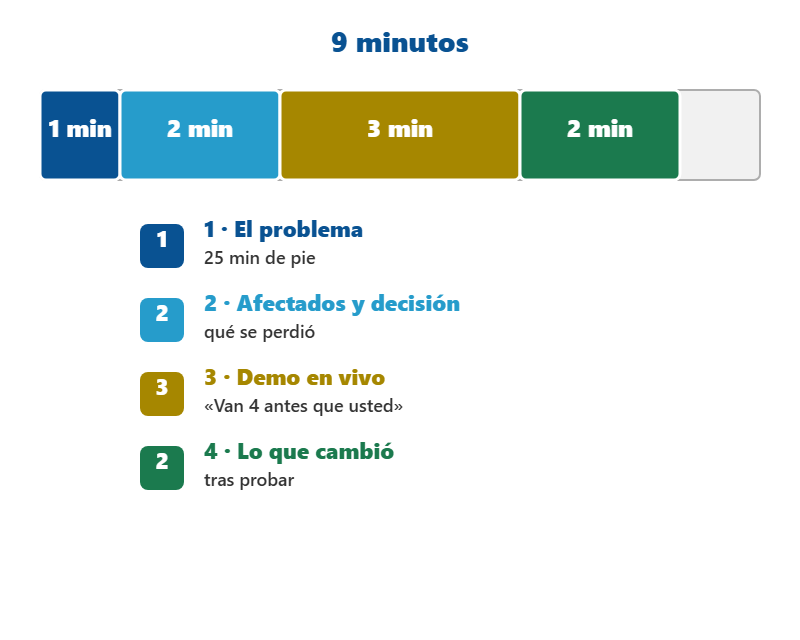 9 minutos
1 min 2 min 3 min 2 min
1
1 · El problema
25 min de pie
2
2 · Afectados y decisión
qué se perdió
3
3 · Demo en vivo
«Van 4 antes que usted»
2
4 · Lo que cambió
tras probar